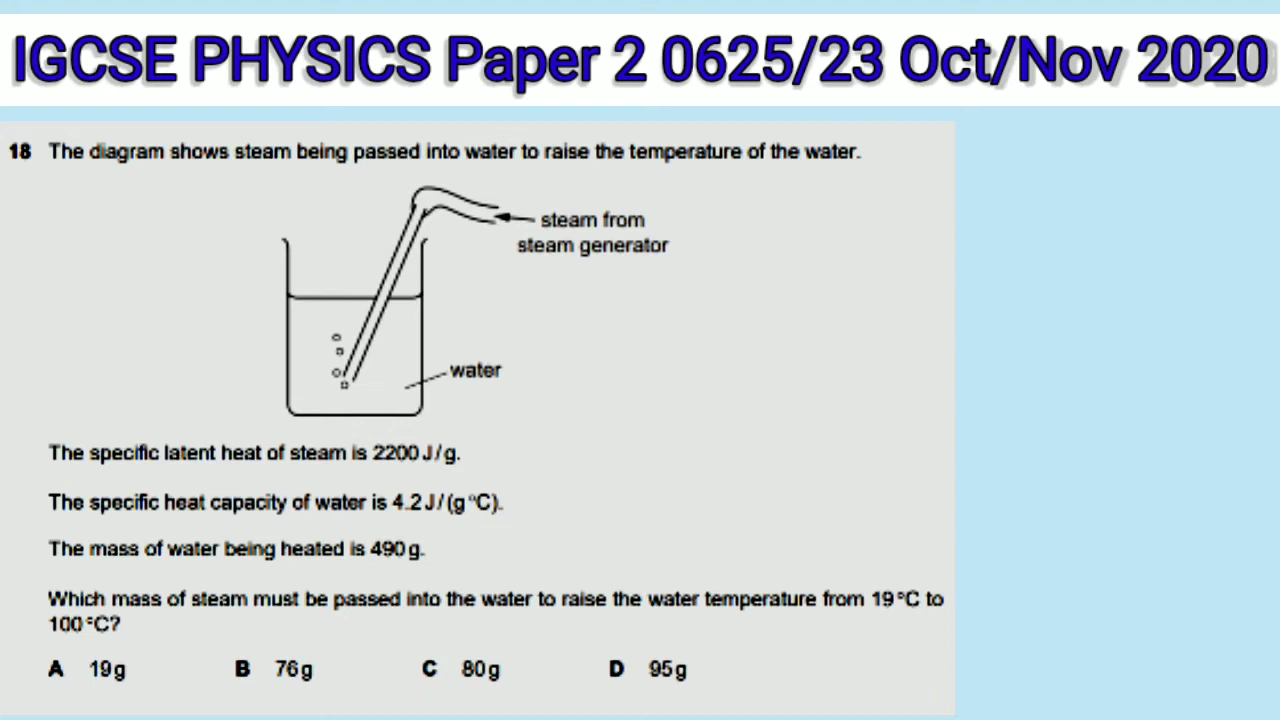 IGCSE PHYSICS Paper 2 0625/23 Oct/Nov 2020
18 The diagram shows steam being passed into water to raise the temperature of the water.
steam from
steam generator
water
The specific latent heat of steam is 2200 J/g.
The specific heat capacity of water is 4.2 J/(g °C).
The mass of water being heated is 490 g.
Which mass of steam must be passed into the water to raise the water temperature from 19 °C to
100 °C?
A 19 g B 76 g C 80 g D 95 g